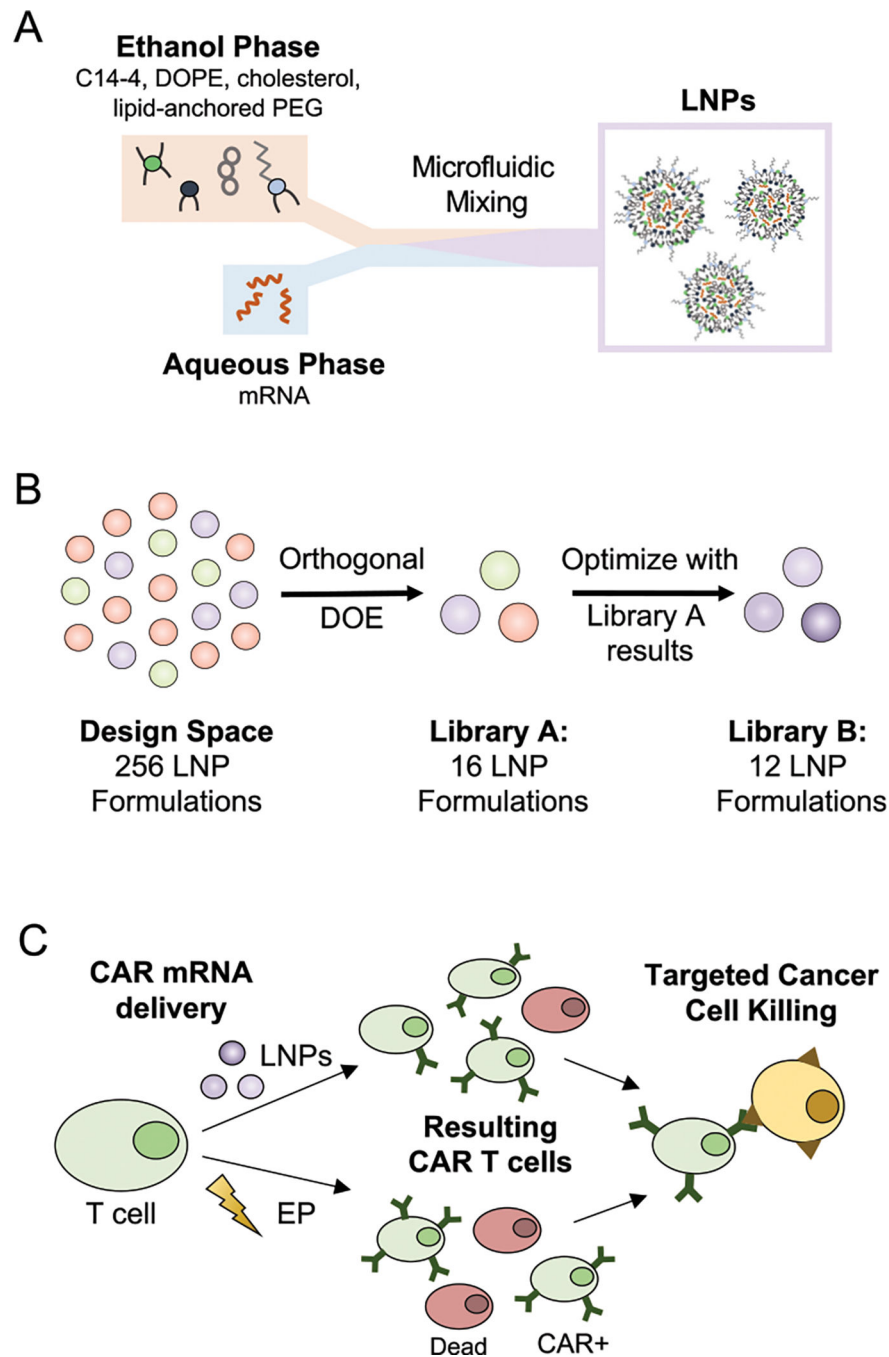 A
Ethanol Phase
C14-4, DOPE, cholesterol,
lipid-anchored PEG
LNPs
Microfluidic
Mixing
Aqueous Phase
mRNA
B
Orthogonal
DOE
Optimize with
Library A
results
Design Space
256 LNP
Formulations
Library A:
16 LNP
Formulations
Library B:
12 LNP
Formulations
C
CAR mRNA
delivery
LNPs
T cell
EP
Resulting
CAR T cells
Dead
CAR+
Targeted Cancer
Cell Killing